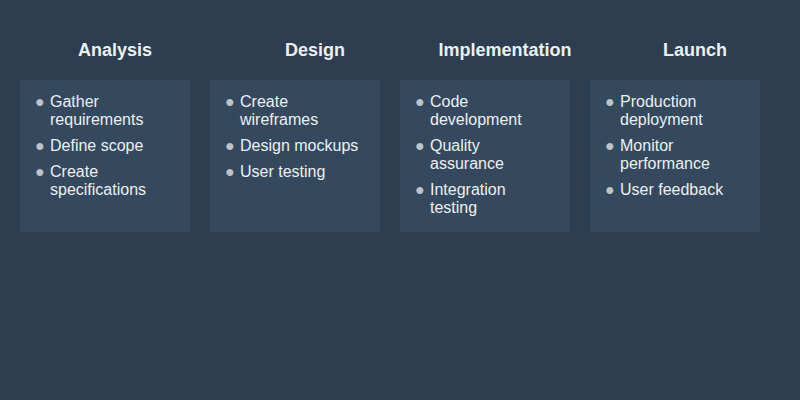 Analysis
● Gather
requirements
● Define scope
● Create
specifications
Design
● Create
wireframes
● Design mockups
● User testing
Implementation
● Code
development
● Quality
assurance
● Integration
testing
Launch
● Production
deployment
● Monitor
performance
● User feedback